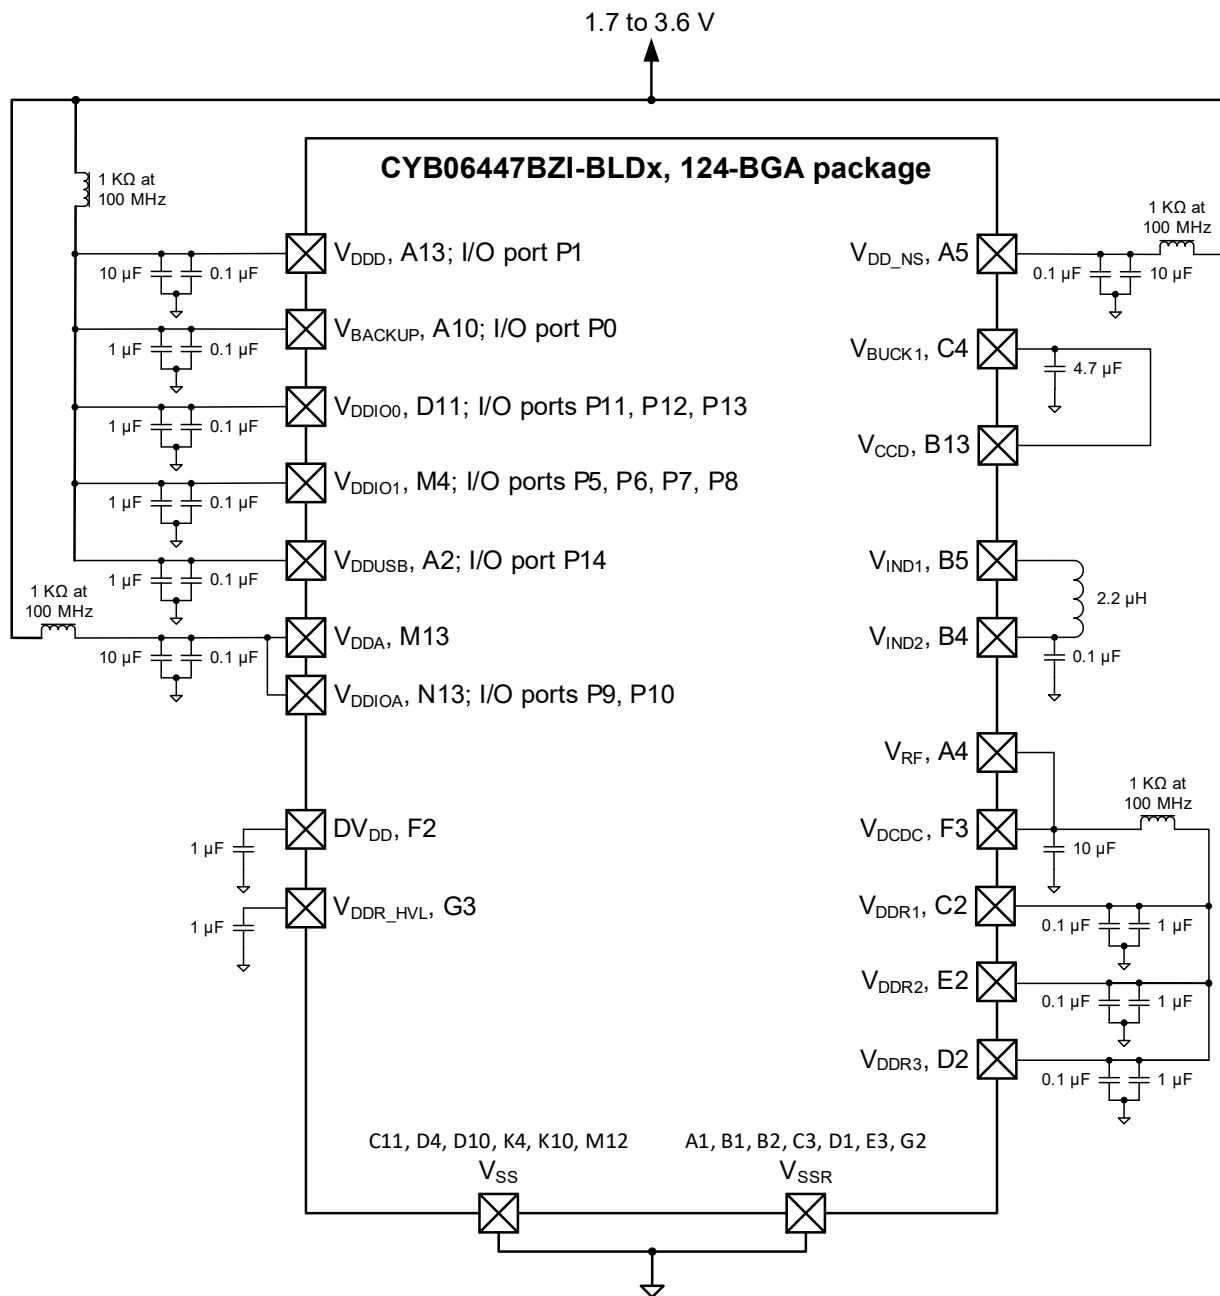 1.7 to 3.6 V
CYB06447BZI-BLDx, 124-BGA package
1 KΩ at
100 MHz
VDDD, A13; I/O port P1
10 µF
0.1 µF
VBACKUP, A10; I/O port P0
1 µF
0.1 µF
VDDIO0, D11; I/O ports P11, P12, P13
1 µF
0.1 µF
VDDIO1, M4; I/O ports P5, P6, P7, P8
1 µF
0.1 µF
VDDUSB, A2; I/O port P14
1 µF
0.1 µF
1 KΩ at
100 MHz
VDDA, M13
10 µF
0.1 µF
VDDIOA, N13; I/O ports P9, P10
DVDD, F2
1 µF
VDDR_HVL, G3
1 µF
1 KΩ at
100 MHz
VDD_NS, A5
0.1 µF
10 µF
VBUCK1, C4
4.7 µF
VCCD, B13
VIND1, B5
2.2 µH
VIND2, B4
0.1 µF
VRF, A4
1 KΩ at
100 MHz
VDCDC, F3
10 µF
VDDR1, C2
0.1 µF
1 µF
VDDR2, E2
0.1 µF
1 µF
VDDR3, D2
0.1 µF
1 µF
C11, D4, D10, K4, K10, M12
VSS
A1, B1, B2, C3, D1, E3, G2
VSSR